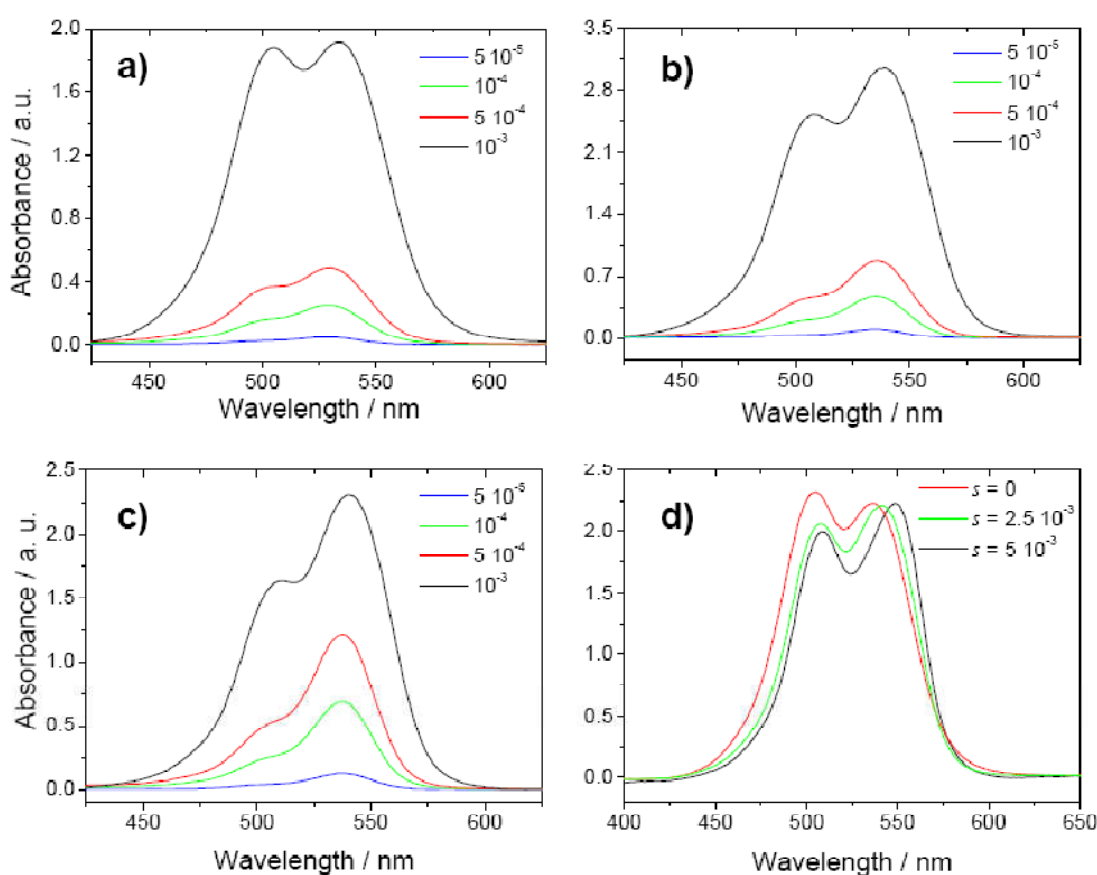 a)
2.0
1.6
1.2
0.8
0.4
0.0
Absorbance / a.u.
5 10⁻⁵
10⁻⁴
5 10⁻⁴
10⁻³
450 500 550 600
Wavelength / nm
b)
3.5
2.8
2.1
1.4
0.7
0.0
5 10⁻⁵
10⁻⁴
5 10⁻⁴
10⁻³
450 500 550 600
Wavelength / nm
c)
2.5
2.0
1.5
1.0
0.5
0.0
Absorbance / a. u.
5 10⁻⁵
10⁻⁴
5 10⁻⁴
10⁻³
450 500 550 600
Wavelength / nm
d)
2.5
2.0
1.5
1.0
0.5
0.0
s = 0
s = 2.5 10⁻³
s = 5 10⁻³
400 450 500 550 600 650
Wavelength / nm